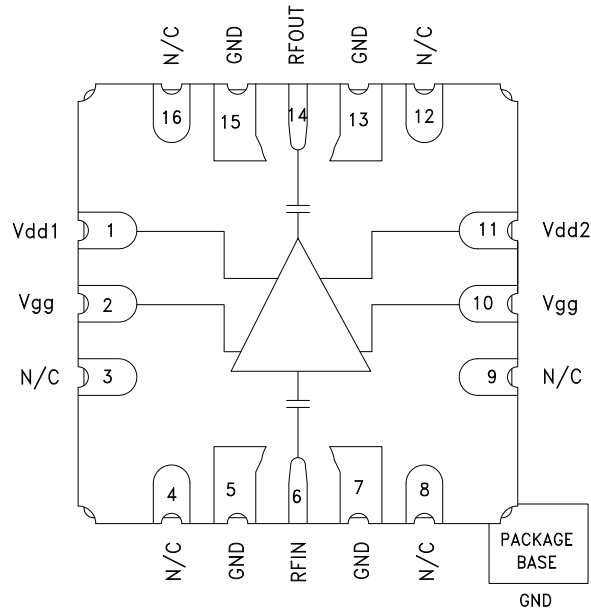 N/C GND RFOUT GND N/C
16 15 14 13 12
Vdd1 1 11 Vdd2
Vgg 2 10 Vgg
N/C 3 9 N/C
4 5 6 7 8
N/C GND RFIN GND N/C
PACKAGE
BASE
GND